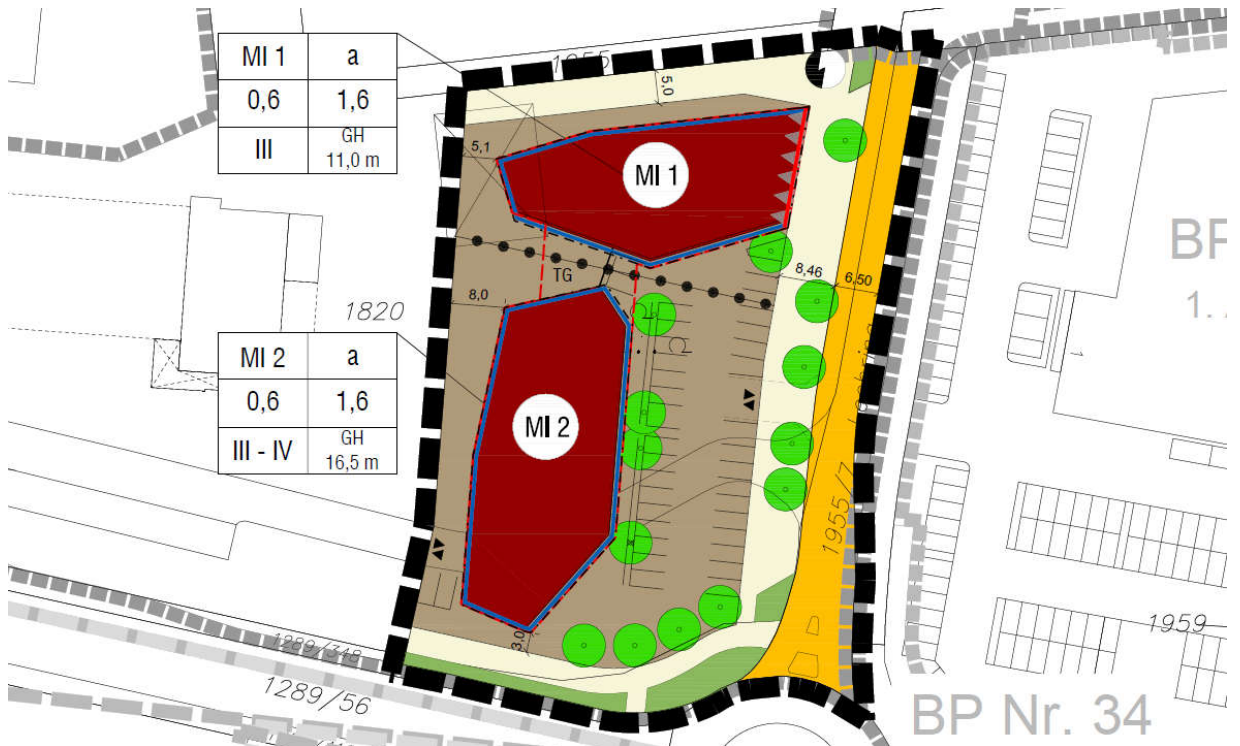 1955
MI 1 a
0,6 1,6
III GH
11,0 m
5,0
5,1
MI 1
BP
1.
TG
8,46
6,50
8,0
1820
MI 2 a
0,6 1,6
III - IV GH
16,5 m
MI 2
1955/7
3,0
1959
1289/348
1289/56
BP Nr. 34